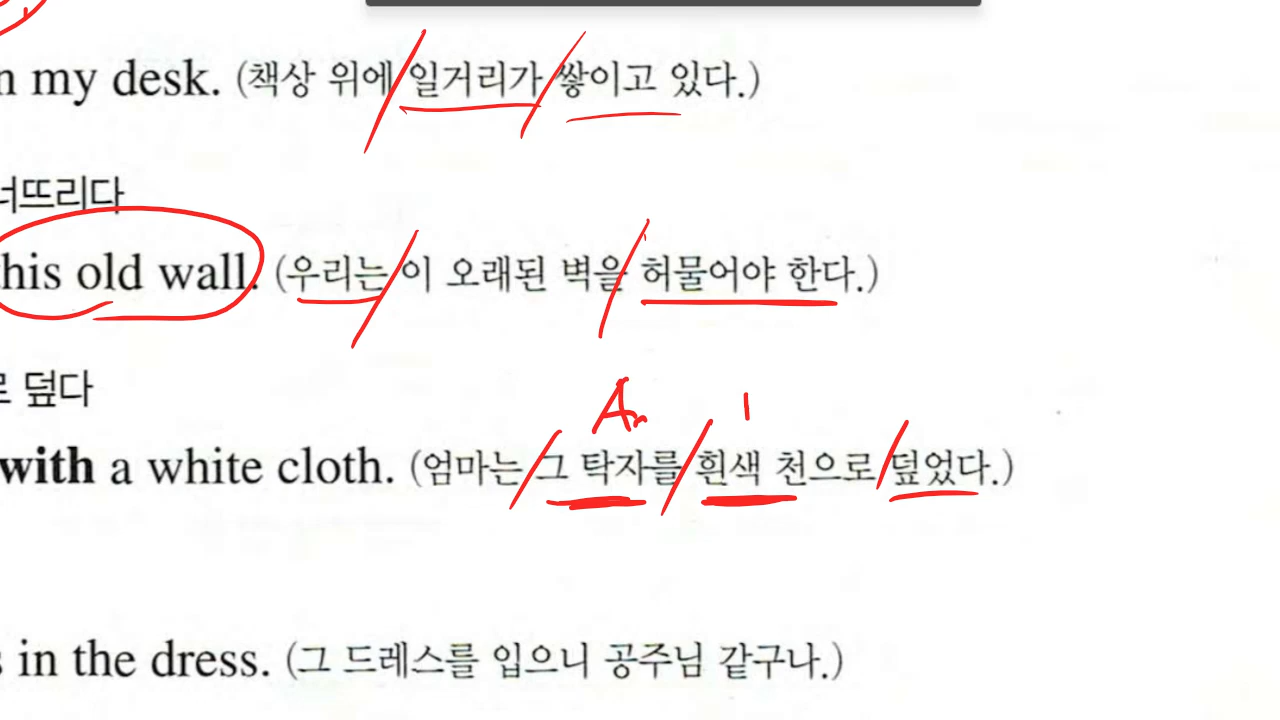 n my desk. (책상 위에 일거리가 쌓이고 있다.)
너뜨리다
this old wall. (우리는 이 오래된 벽을 허물어야 한다.)
로 덮다
A
with a white cloth. (엄마는 그 탁자를 흰색 천으로 덮었다.)
s in the dress. (그 드레스를 입으니 공주님 같구나.)